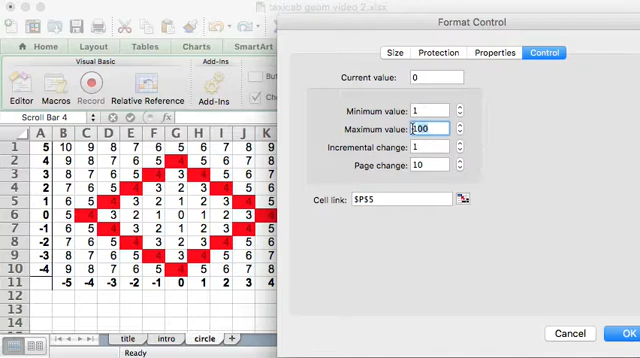 taxicab geom video 2.xlsx
Home Layout Tables Charts SmartArt
Visual Basic Add-Ins
Editor Macros Record Relative Reference Add-Ins
Scroll Bar 4
A B C D E F G H I J K
1 5 10 9 8 7 6 5 6 7 8 9
2 4 9 8 7 6 5 4 5 6 7 8
3 3 8 7 6 5 4 3 4 5 6 7
4 2 7 6 5 4 3 2 3 4 5 6
5 1 6 5 4 3 2 1 2 3 4 5
6 0 5 4 3 2 1 0 1 2 3 4
7 -1 6 5 4 3 2 1 2 3 4 5
8 -2 7 6 5 4 3 2 3 4 5 6
9 -3 8 7 6 5 4 3 4 5 6 7
10 -4 9 8 7 6 5 4 5 6 7 8
11 -5 -4 -3 -2 -1 0 1 2 3 4
12
13
14
title intro circle +
Ready
Format Control
Size Protection Properties Control
Current value: 0
Minimum value: 1
Maximum value: 100
Incremental change: 1
Page change: 10
Cell link: $P$5
Cancel OK